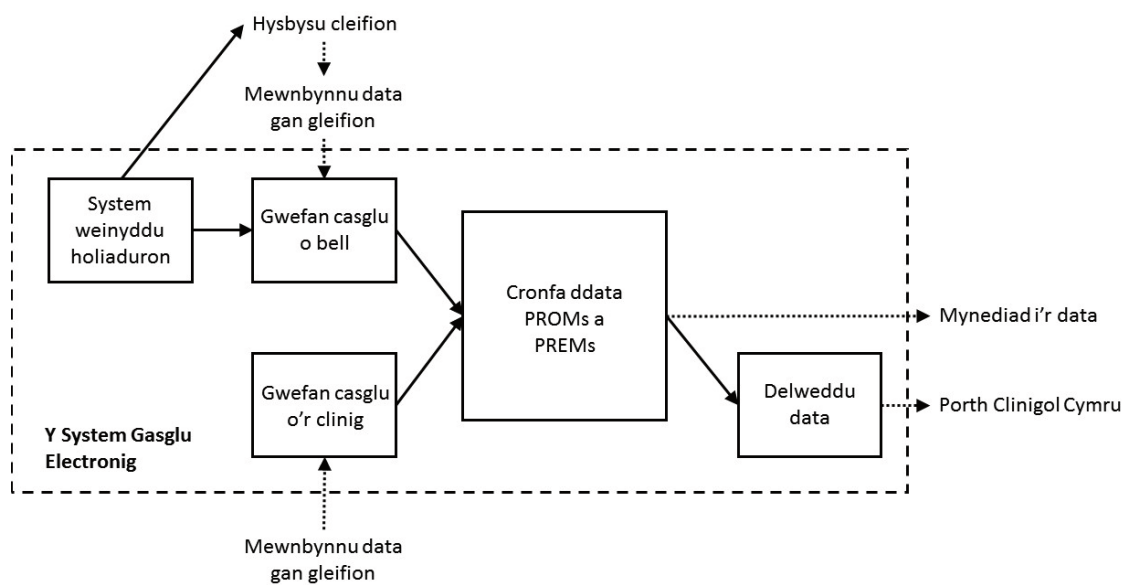 Hysbysu cleifion
Mewnbynnu data
gan gleifion
System
weinyddu
holiaduron
Gwefan casglu
o bell
Cronfa ddata
PROMs a
PREMs
Mynediad i'r data
Gwefan casglu
o'r clinig
Delweddu
data
Porth Clinigol Cymru
Y System Gasglu
Electronig
Mewnbynnu data
gan gleifion